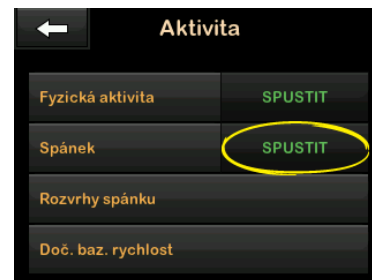 Aktivita
Fyzická aktivita SPUSTIT
Spánek SPUSTIT
Rozvrhy spánku
Doč. baz. rychlost